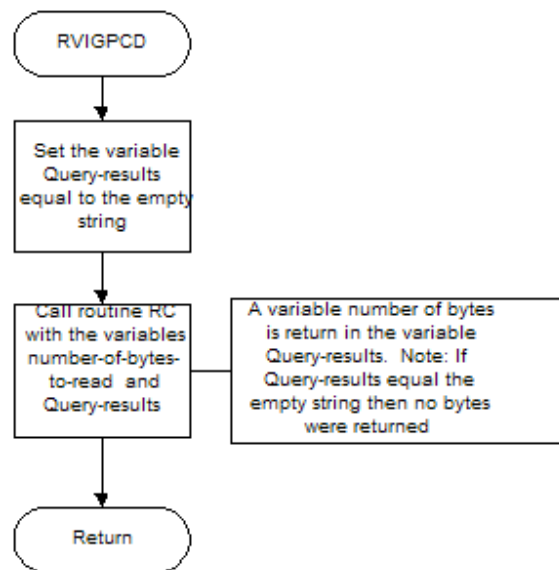 RVIGPCD
Set the variable
Query-results
equal to the empty
string
Call routine RC
with the variables
number-of-bytes-
to-read and
Query-results
A variable number of bytes
is return in the variable
Query-results. Note: If
Query-results equal the
empty string then no bytes
were returned
Return